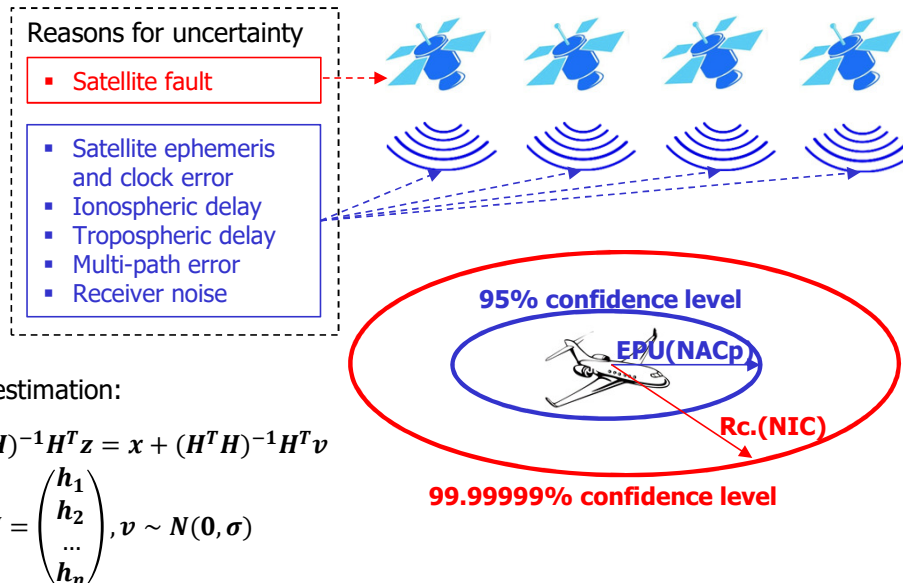 Reasons for uncertainty
▪ Satellite fault
▪ Satellite ephemeris
and clock error
▪ Ionospheric delay
▪ Tropospheric delay
▪ Multi-path error
▪ Receiver noise
95% confidence level
EPU(NACp)
Rc.(NIC)
99.99999% confidence level
estimation:
)⁻¹Hᵀz = x + (HᵀH)⁻¹Hᵀv
= (h₁
h₂
...
hₙ), v ~ N(0, σ)